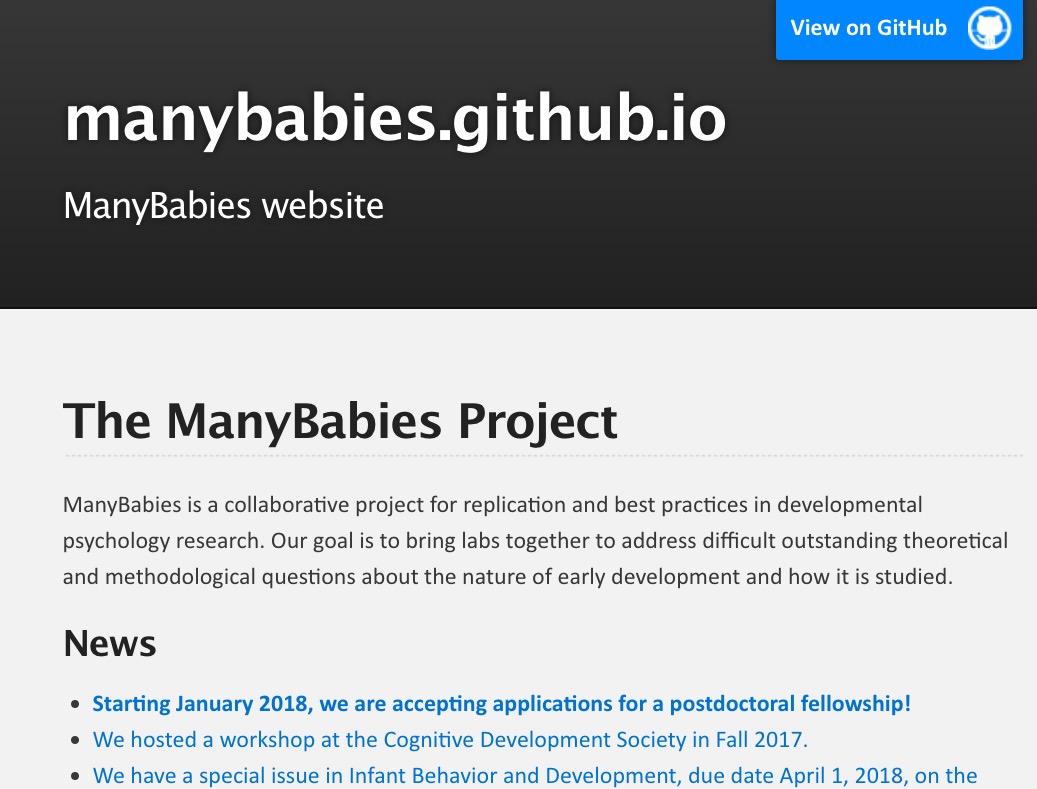 View on GitHub
manybabies.github.io
ManyBabies website
The ManyBabies Project
ManyBabies is a collaborative project for replication and best practices in developmental
psychology research. Our goal is to bring labs together to address difficult outstanding theoretical
and methodological questions about the nature of early development and how it is studied.
News
Starting January 2018, we are accepting applications for a postdoctoral fellowship!
We hosted a workshop at the Cognitive Development Society in Fall 2017.
We have a special issue in Infant Behavior and Development, due date April 1, 2018, on the